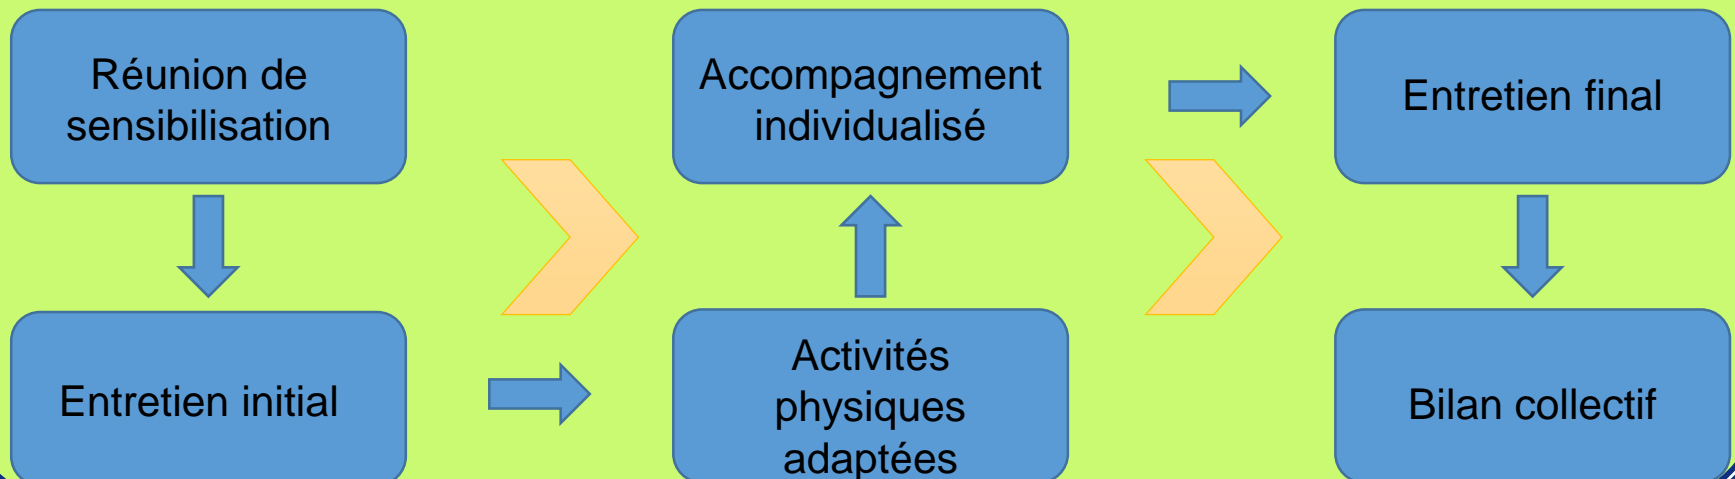 Réunion de
sensibilisation
Entretien initial
Accompagnement
individualisé
Activités
physiques
adaptées
Entretien final
Bilan collectif